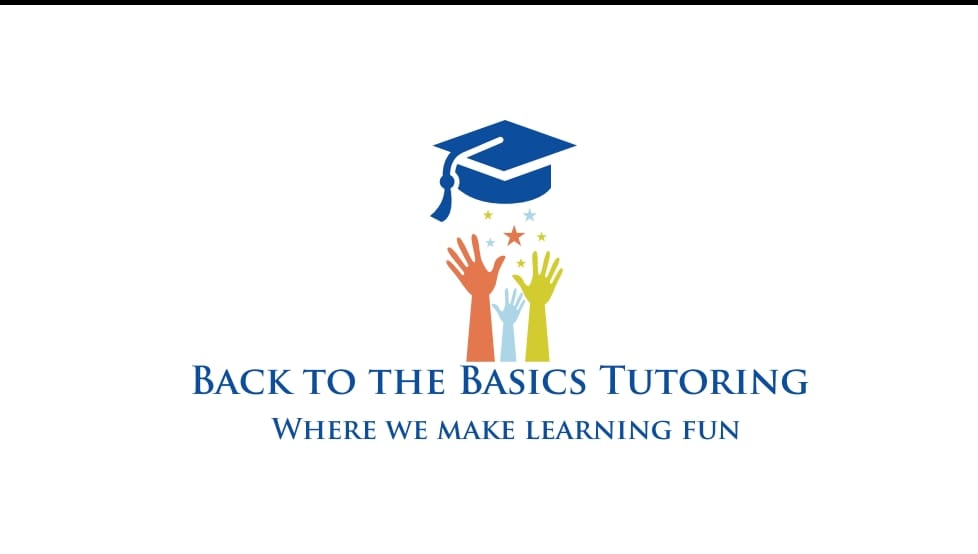 Back to the Basics Tutoring
Where we make learning fun